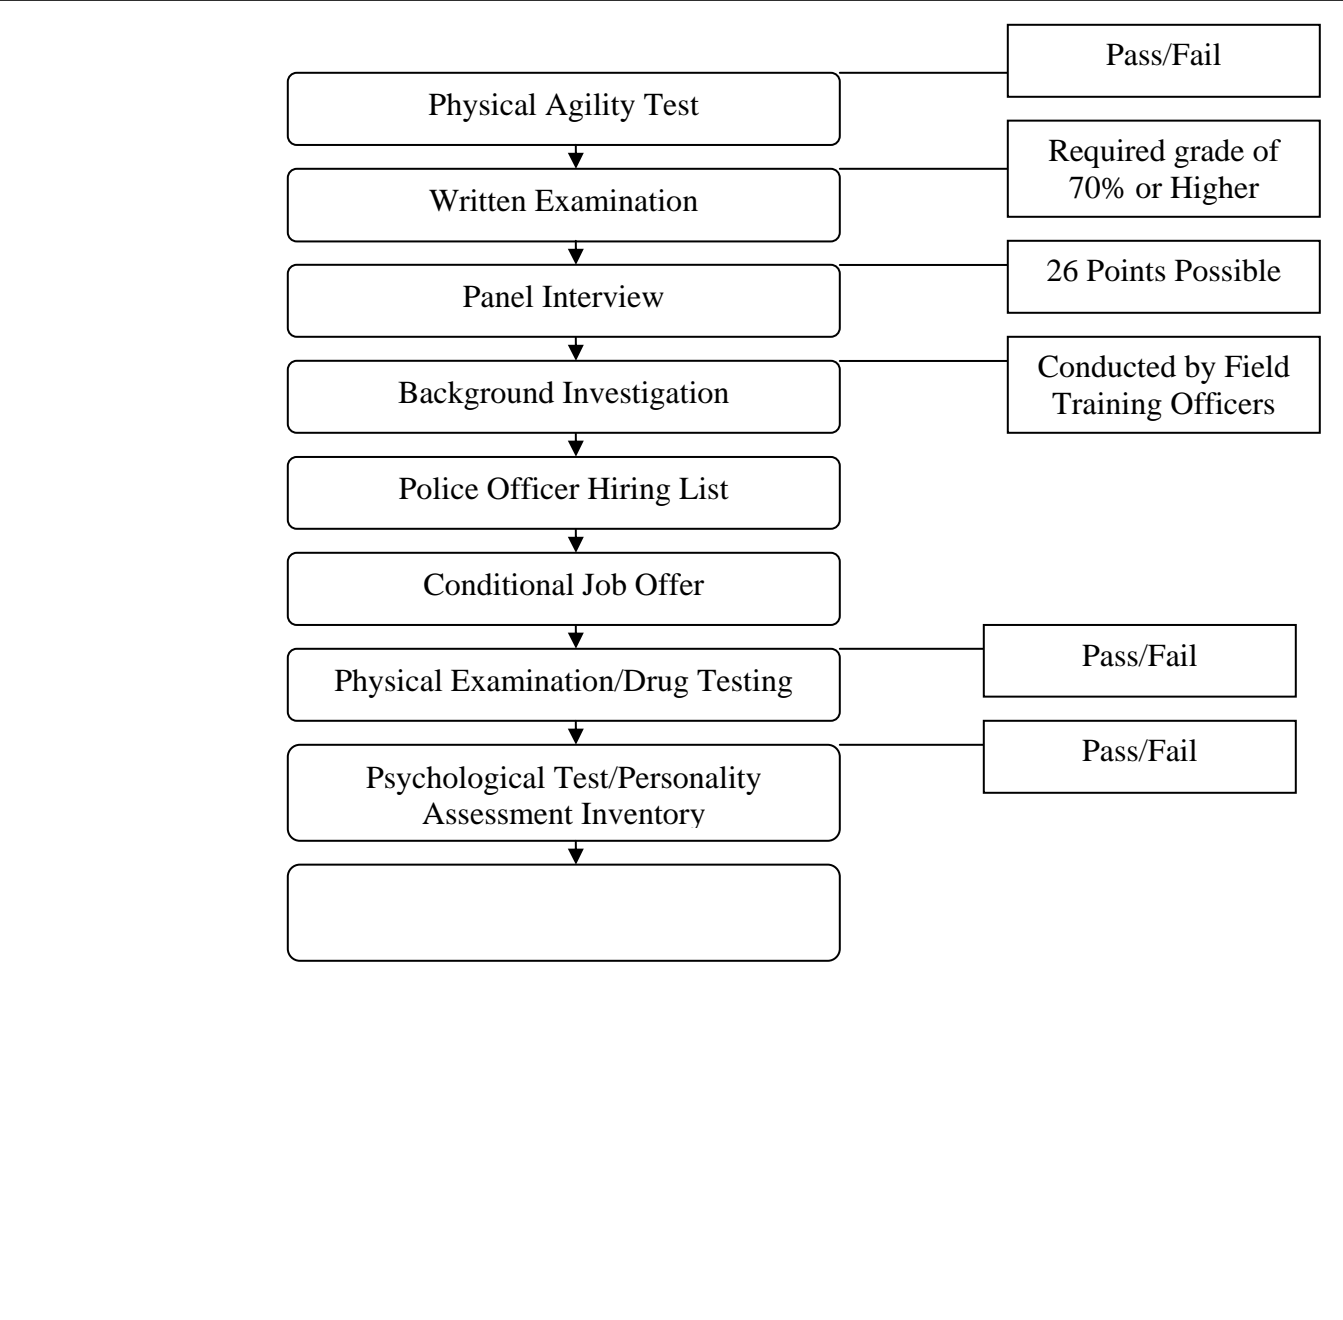 Pass/Fail
Physical Agility Test
Required grade of
70% or Higher
Written Examination
26 Points Possible
Panel Interview
Conducted by Field
Training Officers
Background Investigation
Police Officer Hiring List
Conditional Job Offer
Pass/Fail
Physical Examination/Drug Testing
Pass/Fail
Psychological Test/Personality
Assessment Inventory